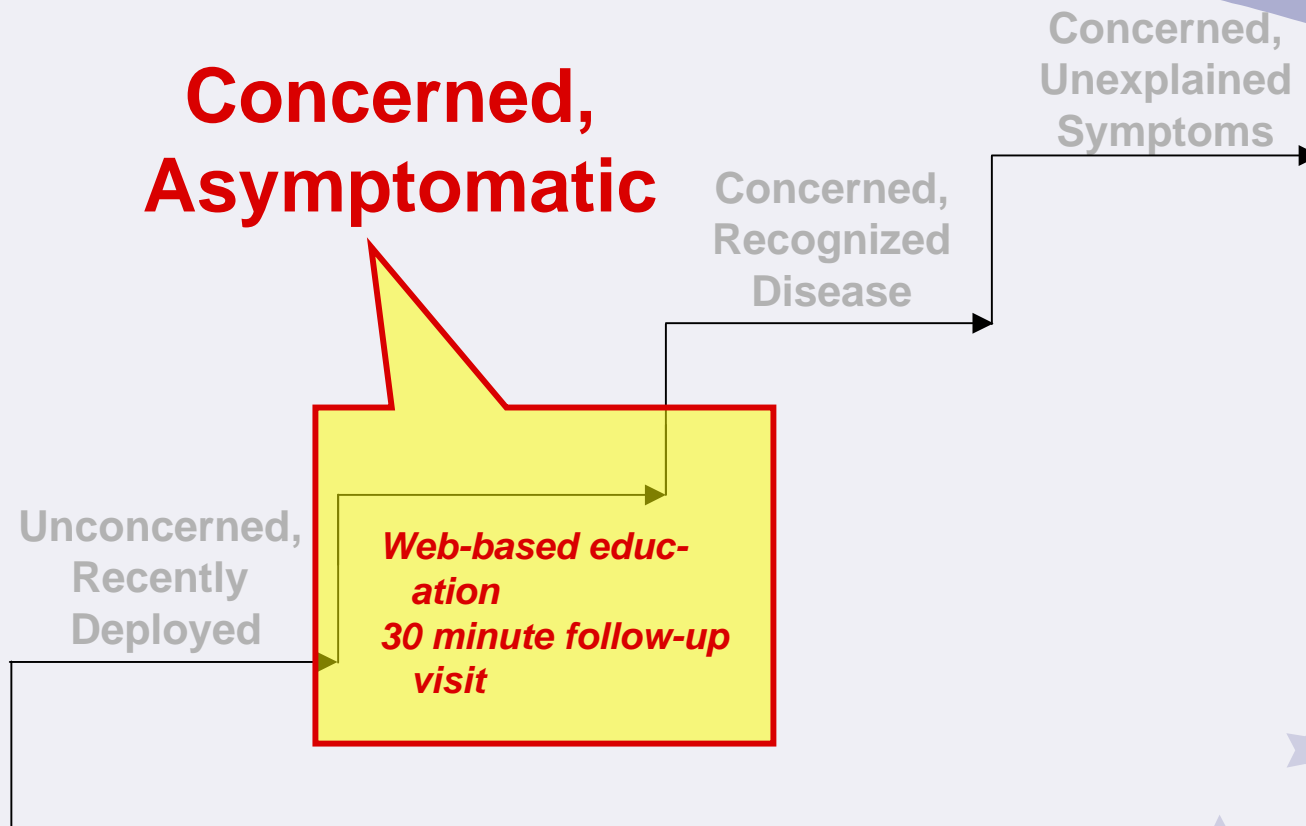 Concerned,
Unexplained
Symptoms
Concerned,
Asymptomatic
Concerned,
Recognized
Disease
Unconcerned,
Recently
Deployed
Web-based educ-
ation
30 minute follow-up
visit